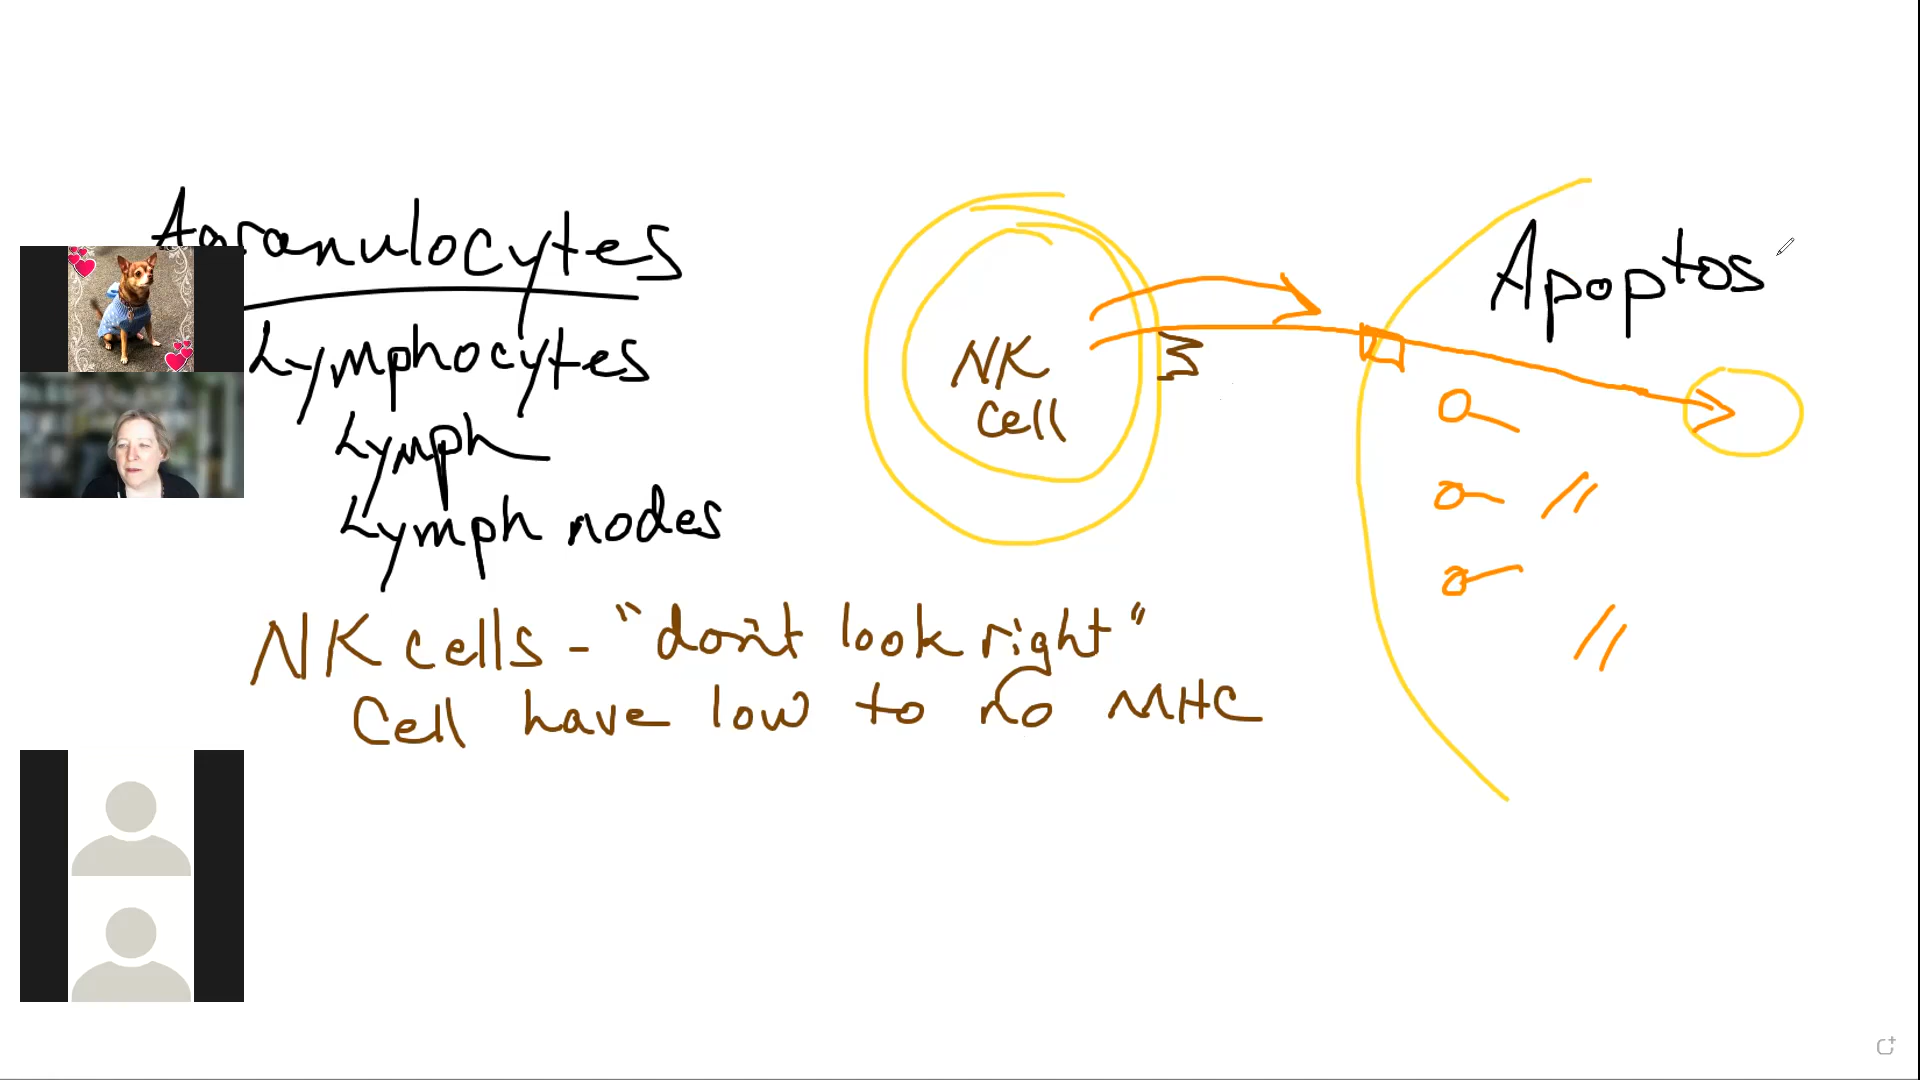 Agranulocytes
Lymphocytes
Lymph
Lymph nodes
NK cells - "don't look right"
Cell have low to no MHC
NK
Cell
Apoptos